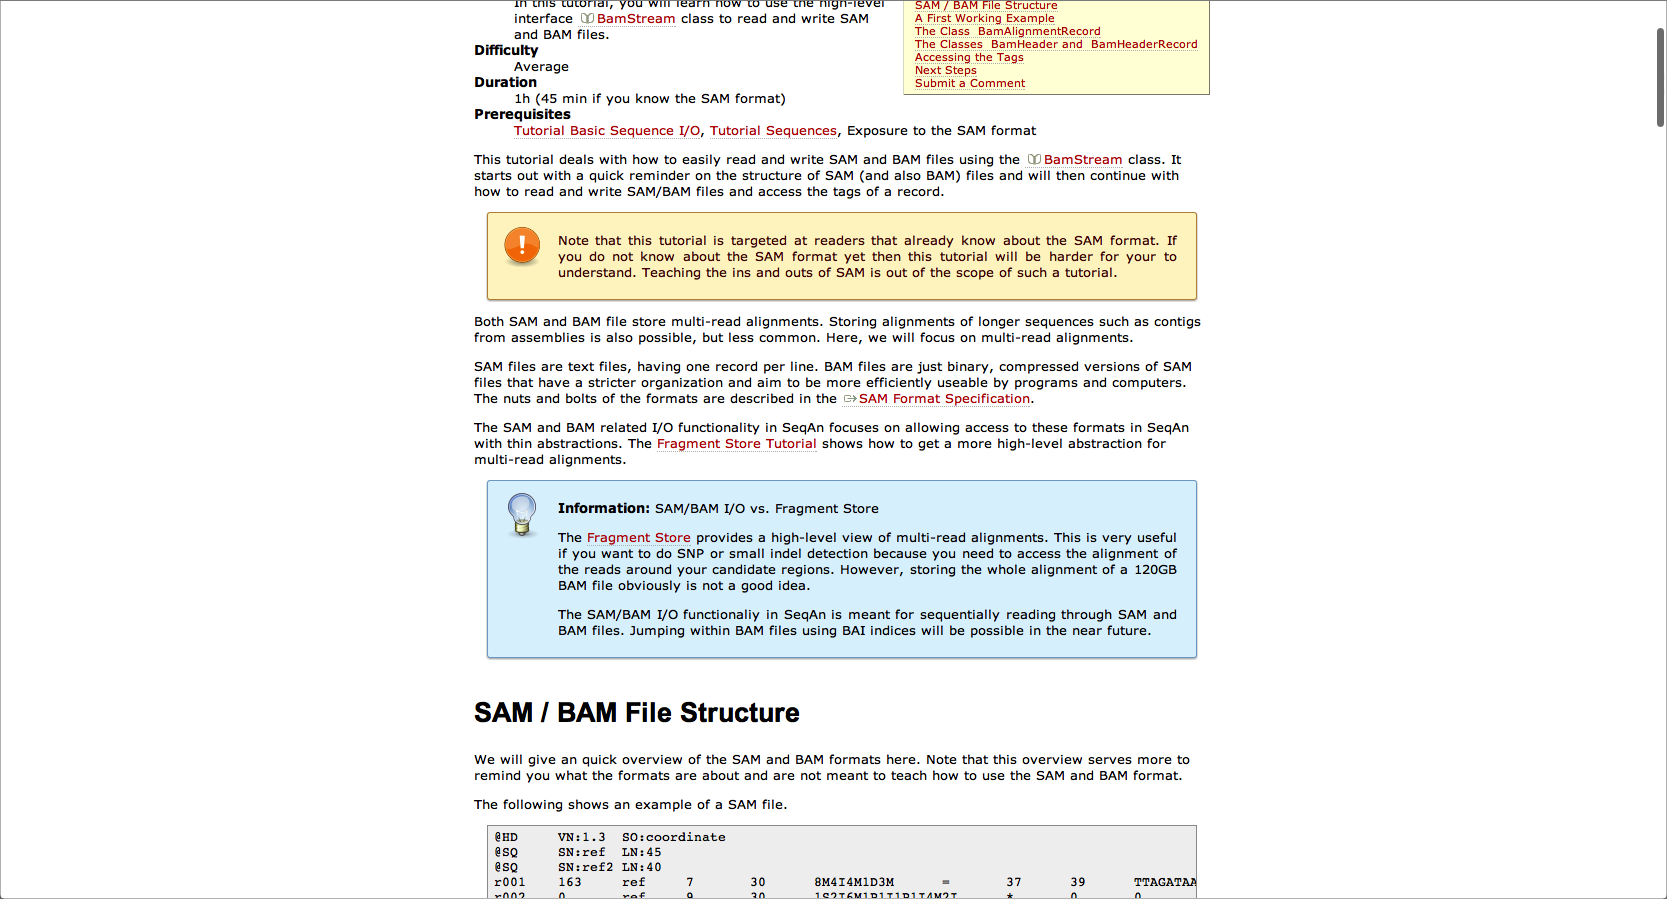 In this tutorial, you will learn how to use the high-level
interface BamStream class to read and write SAM
and BAM files.
Difficulty
Average
Duration
1h (45 min if you know the SAM format)
Prerequisites
Tutorial Basic Sequence I/O, Tutorial Sequences, Exposure to the SAM format
SAM / BAM File Structure
A First Working Example
The Class BamAlignmentRecord
The Classes BamHeader and BamHeaderRecord
Accessing the Tags
Next Steps
Submit a Comment
This tutorial deals with how to easily read and write SAM and BAM files using the BamStream class. It
starts out with a quick reminder on the structure of SAM (and also BAM) files and will then continue with
how to read and write SAM/BAM files and access the tags of a record.
Note that this tutorial is targeted at readers that already know about the SAM format. If
you do not know about the SAM format yet then this tutorial will be harder for your to
understand. Teaching the ins and outs of SAM is out of the scope of such a tutorial.
Both SAM and BAM file store multi-read alignments. Storing alignments of longer sequences such as contigs
from assemblies is also possible, but less common. Here, we will focus on multi-read alignments.
SAM files are text files, having one record per line. BAM files are just binary, compressed versions of SAM
files that have a stricter organization and aim to be more efficiently useable by programs and computers.
The nuts and bolts of the formats are described in the SAM Format Specification.
The SAM and BAM related I/O functionality in SeqAn focuses on allowing access to these formats in SeqAn
with thin abstractions. The Fragment Store Tutorial shows how to get a more high-level abstraction for
multi-read alignments.
Information: SAM/BAM I/O vs. Fragment Store
The Fragment Store provides a high-level view of multi-read alignments. This is very useful
if you want to do SNP or small indel detection because you need to access the alignment of
the reads around your candidate regions. However, storing the whole alignment of a 120GB
BAM file obviously is not a good idea.
The SAM/BAM I/O functionaliy in SeqAn is meant for sequentially reading through SAM and
BAM files. Jumping within BAM files using BAI indices will be possible in the near future.
SAM / BAM File Structure
We will give an quick overview of the SAM and BAM formats here. Note that this overview serves more to
remind you what the formats are about and are not meant to teach how to use the SAM and BAM format.
The following shows an example of a SAM file.
@HD VN:1.3 SO:coordinate
@SQ SN:ref LN:45
@SQ SN:ref2 LN:40
r001 163 ref 7 30 8M4I4M1D3M = 37 39 TTAGATAA
r002 0 ref 9 30 1S2I6M1P1I1P1I4M2I * 0 0